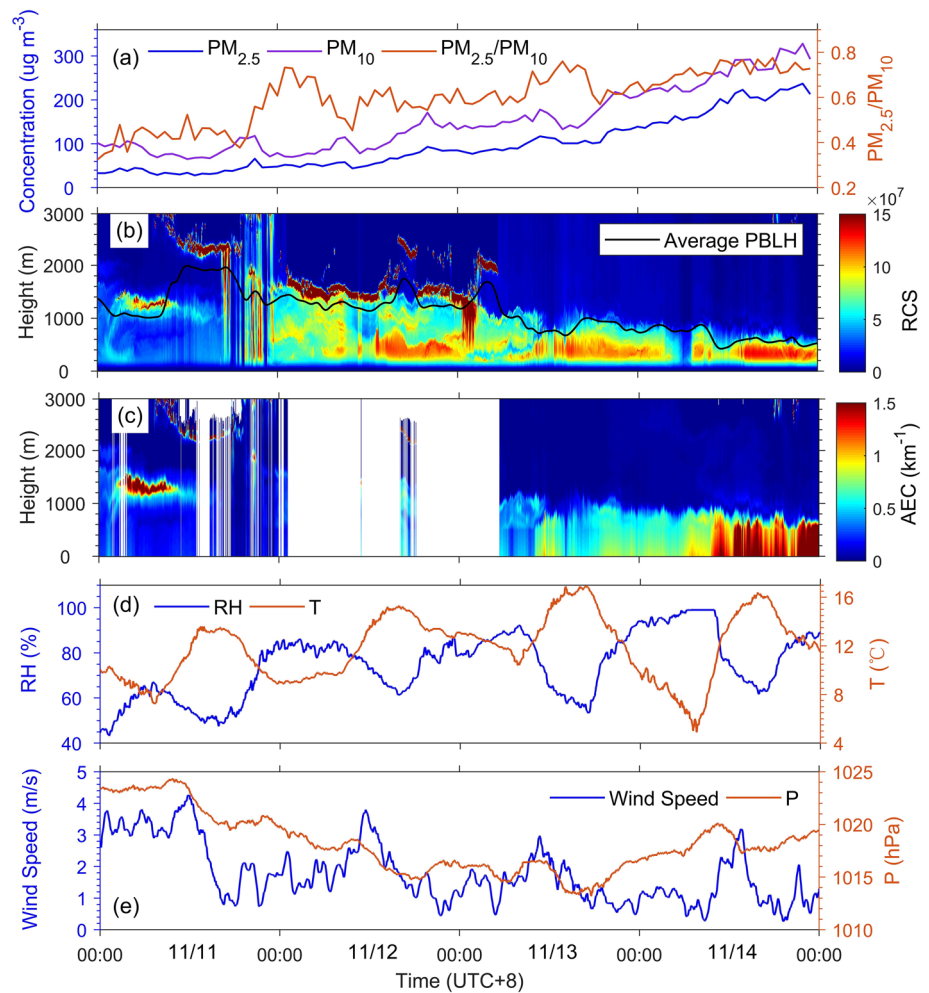 (a)
PM2.5
PM10
PM2.5/PM10
Concentration (ug m-3)
300
200
100
0
0.8
0.6
0.4
0.2
PM2.5/PM10
(b)
Average PBLH
Height (m)
3000
2000
1000
0
×10^7
15
10
5
0
RCS
(c)
Height (m)
3000
2000
1000
0
1.5
1
0.5
0
AEC (km-1)
(d)
RH
T
RH (%)
100
80
60
40
16
12
8
4
T (℃)
(e)
Wind Speed
P
Wind Speed (m/s)
5
4
3
2
1
0
1025
1020
1015
1010
P (hPa)
00:00 11/11 00:00 11/12 00:00 11/13 00:00 11/14 00:00
Time (UTC+8)